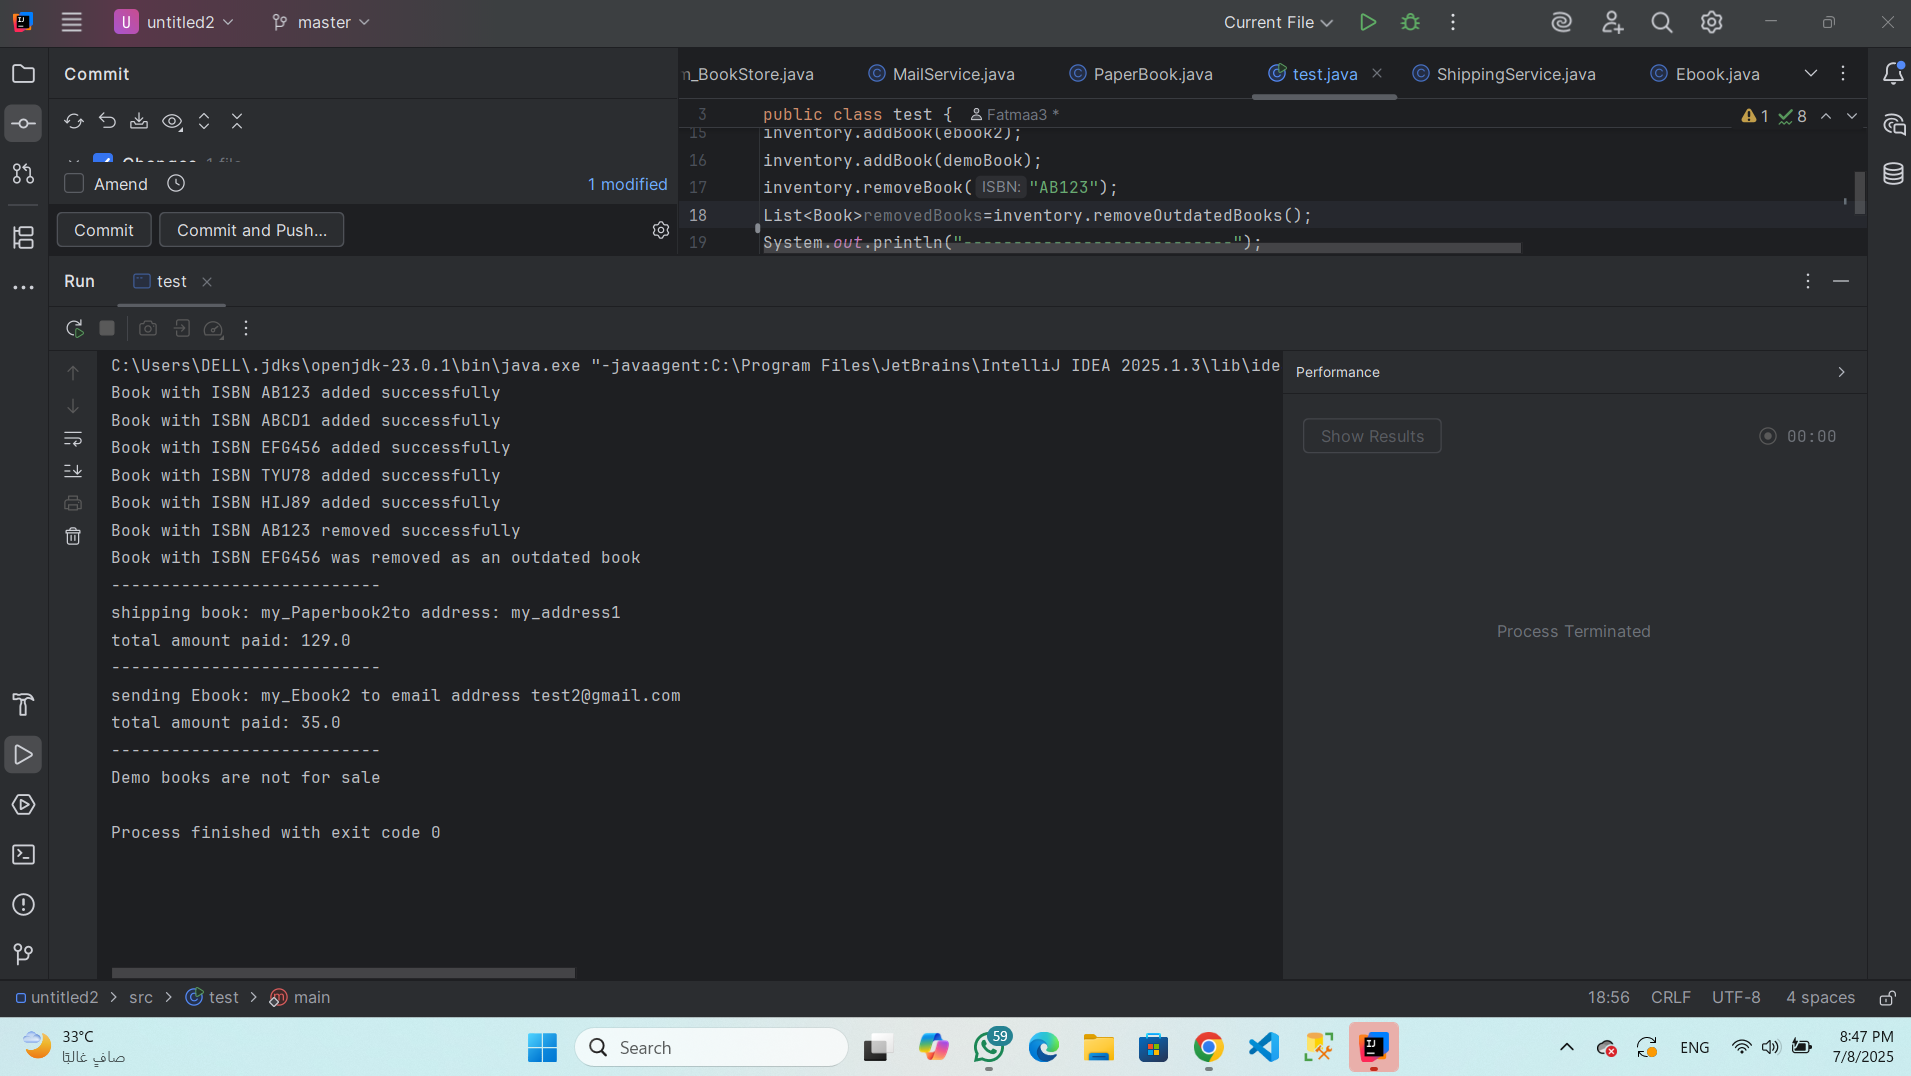 U untitled2
master
Current File
Commit
n_BookStore.java
MailService.java
PaperBook.java
test.java
ShippingService.java
Ebook.java
3 public class test { Fatmaa3 *
1 8
15 inventory.addBook(ebook2);
Changes 1 file
16 inventory.addBook(demoBook);
Amend
1 modified
17 inventory.removeBook( ISBN: "AB123");
18 List<Book>removedBooks=inventory.removeOutdatedBooks();
Commit
Commit and Push...
19 System.out.println("---------------------------");
Run
test
C:\Users\DELL\.jdks\openjdk-23.0.1\bin\java.exe "-javaagent:C:\Program Files\JetBrains\IntelliJ IDEA 2025.1.3\lib\ide
Performance
Book with ISBN AB123 added successfully
Book with ISBN ABCD1 added successfully
Show Results
00:00
Book with ISBN EFG456 added successfully
Book with ISBN TYU78 added successfully
Book with ISBN HIJ89 added successfully
Book with ISBN AB123 removed successfully
Book with ISBN EFG456 was removed as an outdated book
---------------------------
shipping book: my_Paperbook2to address: my_address1
total amount paid: 129.0
Process Terminated
---------------------------
sending Ebook: my_Ebook2 to email address test2@gmail.com
total amount paid: 35.0
---------------------------
Demo books are not for sale
Process finished with exit code 0
untitled2 > src > test > main
18:56 CRLF UTF-8 4 spaces
33°C
صافٍ غالبًا
Search
59
ENG
8:47 PM
7/8/2025